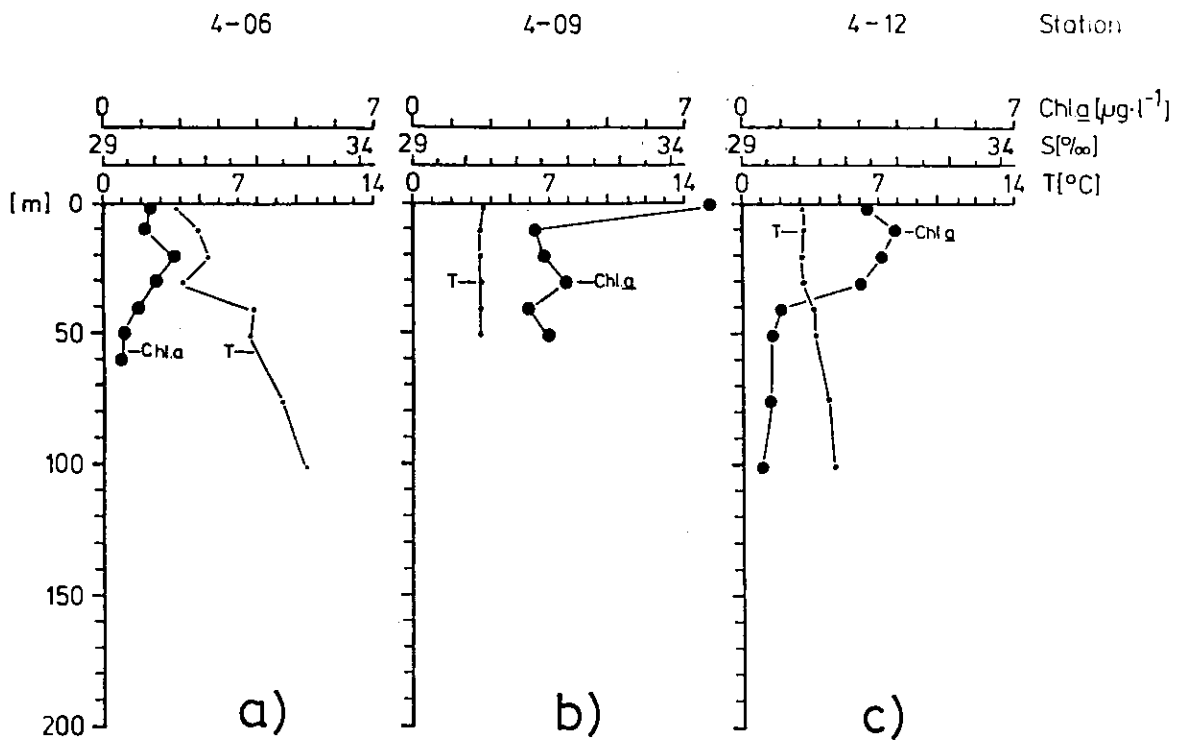 4-06 4-09 4-12 Station
0 7 0 7 0 7 Chl.a [µg·l⁻¹]
29 34 29 34 29 34 S[‰]
0 7 14 0 7 14 0 7 14 T[°C]
[m] 0
T Chl.a
T Chl.a
50
Chl.a T
100
150
200
a) b) c)